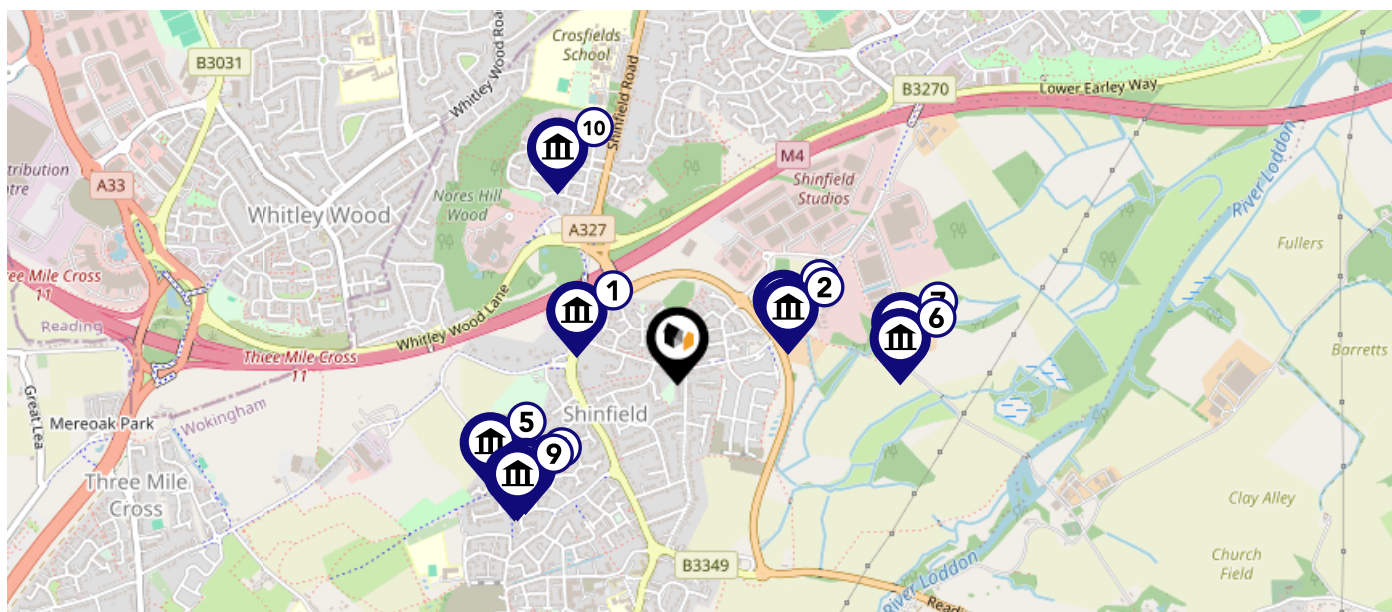 Crosfields
School
B3031
Whitley Wood Road
Shinfield Road
B3270
Lower Earley Way
10
M4
Shinfield
Studios
River Loddon
A33
Whitley Wood
Nores Hill
Wood
A327
Fullers
Three Mile Cross
11
1
2
7
6
Reading
Whitley Wood Lane
Three Mile Cross
11
Barretts
Great Lea
Mereoak Park
Wokingham
5
9
Shinfield
Three Mile
Cross
Clay Alley
Church
Field
B3349
River Loddon